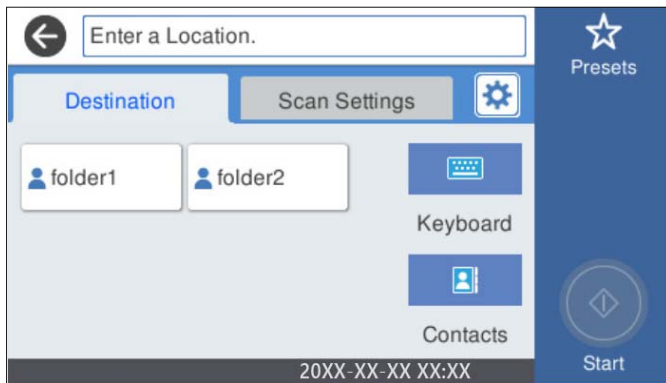 Enter a Location.
Presets
Destination
Scan Settings
folder1
folder2
Keyboard
Contacts
Start
20XX-XX-XX XX:XX